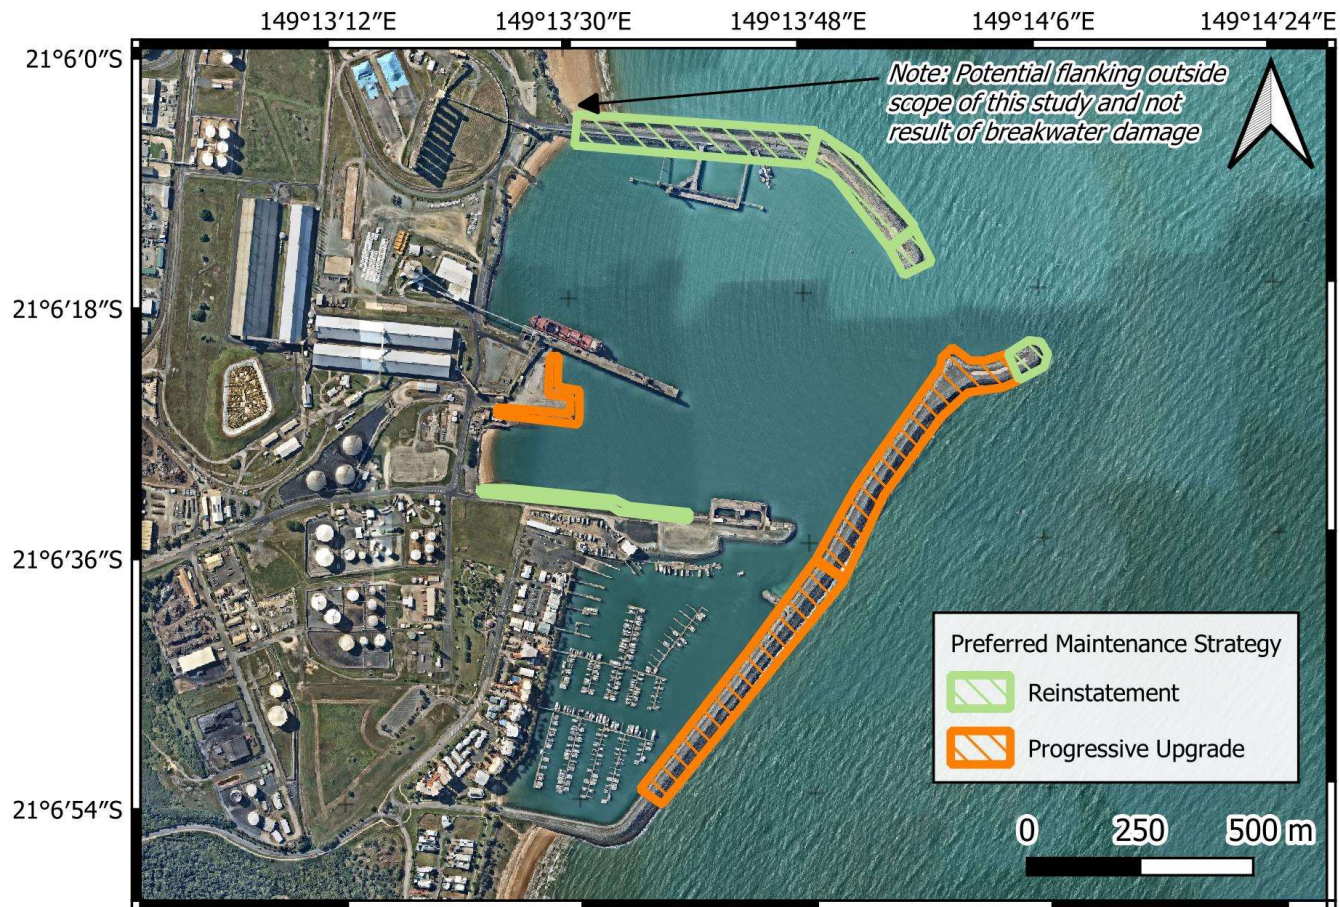 149°13′12″E 149°13′30″E 149°13′48″E 149°14′6″E 149°14′24″E
21°6′0″S
Note: Potential flanking outside
scope of this study and not
result of breakwater damage
21°6′18″S
21°6′36″S
Preferred Maintenance Strategy
Reinstatement
Progressive Upgrade
21°6′54″S
0 250 500 m